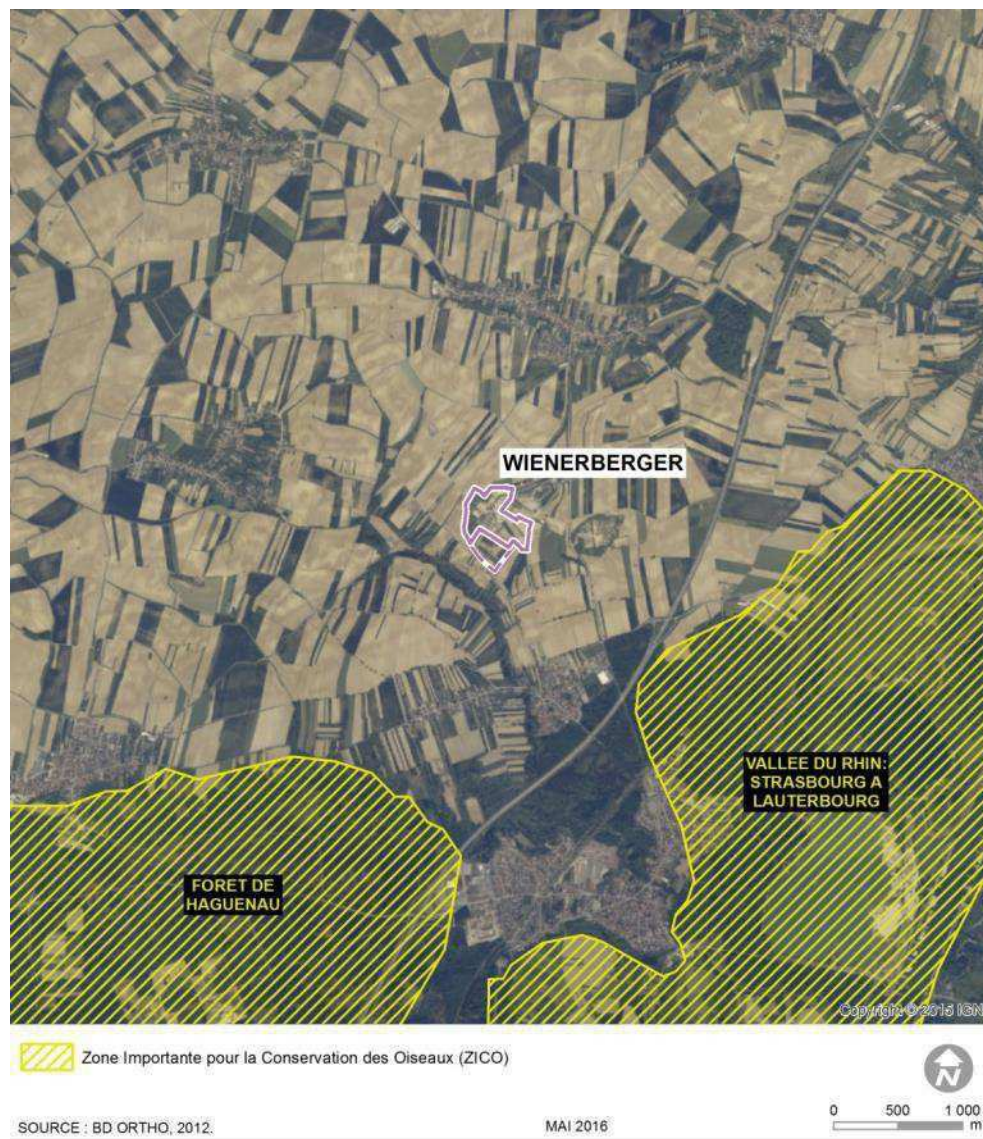 WIENERBERGER
VALLEE DU RHIN:
STRASBOURG A
LAUTERBOURG
FORET DE
HAGUENAU
Copyright © 2015 IGN
Zone Importante pour la Conservation des Oiseaux (ZICO)
N
0 500 1 000
m
SOURCE : BD ORTHO, 2012.
MAI 2016